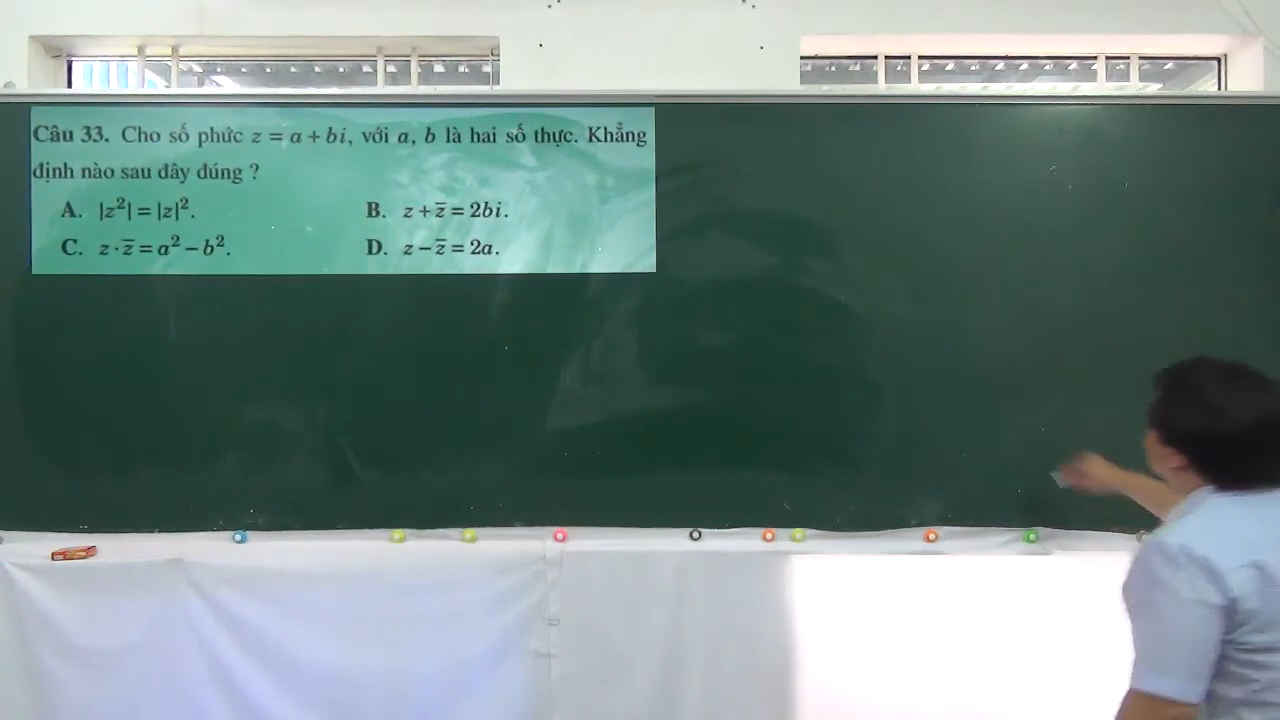 Câu 33. Cho số phức z = a + bi, với a, b là hai số thực. Khẳng
định nào sau đây đúng ?
A. |z²| = |z|². B. z + z̅ = 2bi.
C. z · z̅ = a² − b². D. z − z̅ = 2a.